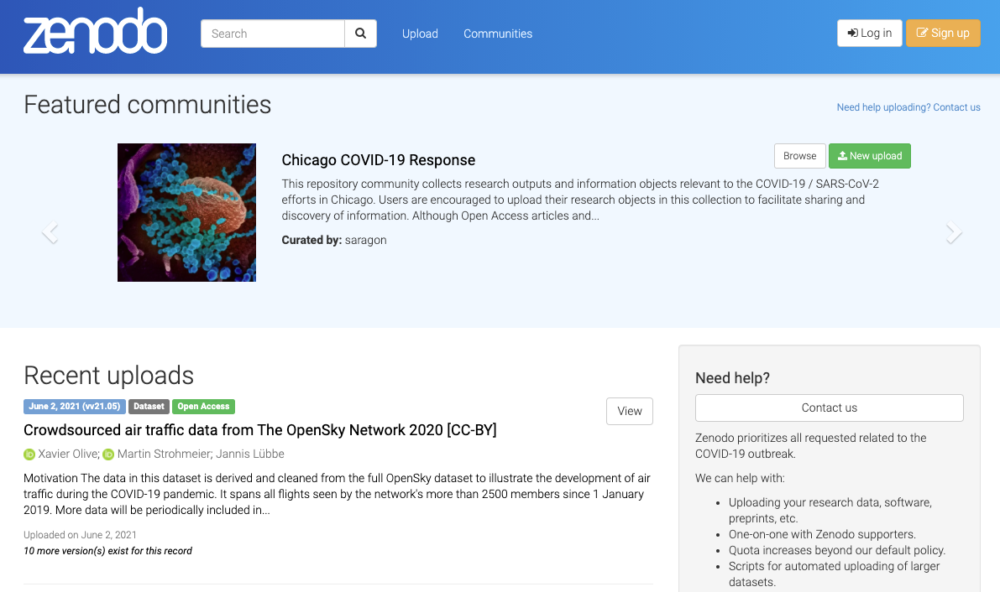 zenodo
Search
Upload
Communities
Log in
Sign up
Featured communities
Need help uploading? Contact us
Chicago COVID-19 Response
Browse
New upload
This repository community collects research outputs and information objects relevant to the COVID-19 / SARS-CoV-2
efforts in Chicago. Users are encouraged to upload their research objects in this collection to facilitate sharing and
discovery of information. Although Open Access articles and...
Curated by: saragon
Recent uploads
June 2, 2021 (vv21.05) Dataset Open Access
View
Crowdsourced air traffic data from The OpenSky Network 2020 [CC-BY]
iD Xavier Olive; iD Martin Strohmeier; Jannis Lübbe
Motivation The data in this dataset is derived and cleaned from the full OpenSky dataset to illustrate the development of air
traffic during the COVID-19 pandemic. It spans all flights seen by the network's more than 2500 members since 1 January
2019. More data will be periodically included in...
Uploaded on June 2, 2021
10 more version(s) exist for this record
Need help?
Contact us
Zenodo prioritizes all requested related to the
COVID-19 outbreak.
We can help with:
• Uploading your research data, software,
preprints, etc.
• One-on-one with Zenodo supporters.
• Quota increases beyond our default policy.
• Scripts for automated uploading of larger
datasets.